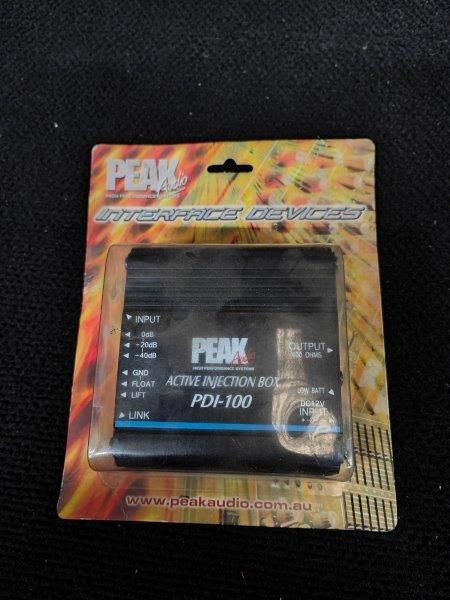 PEAK Audio
HIGH PERFORMANCE SYSTEMS
INTERFACE DEVICES
INPUT
0dB
-20dB
-40dB
GND
FLOAT
LIFT
LINK
PEAK Audio
HIGH PERFORMANCE SYSTEMS
ACTIVE INJECTION BOX
PDI-100
OUTPUT
600 OHMS
LOW BATT
DC12V
INPUT
www.peakaudio.com.au